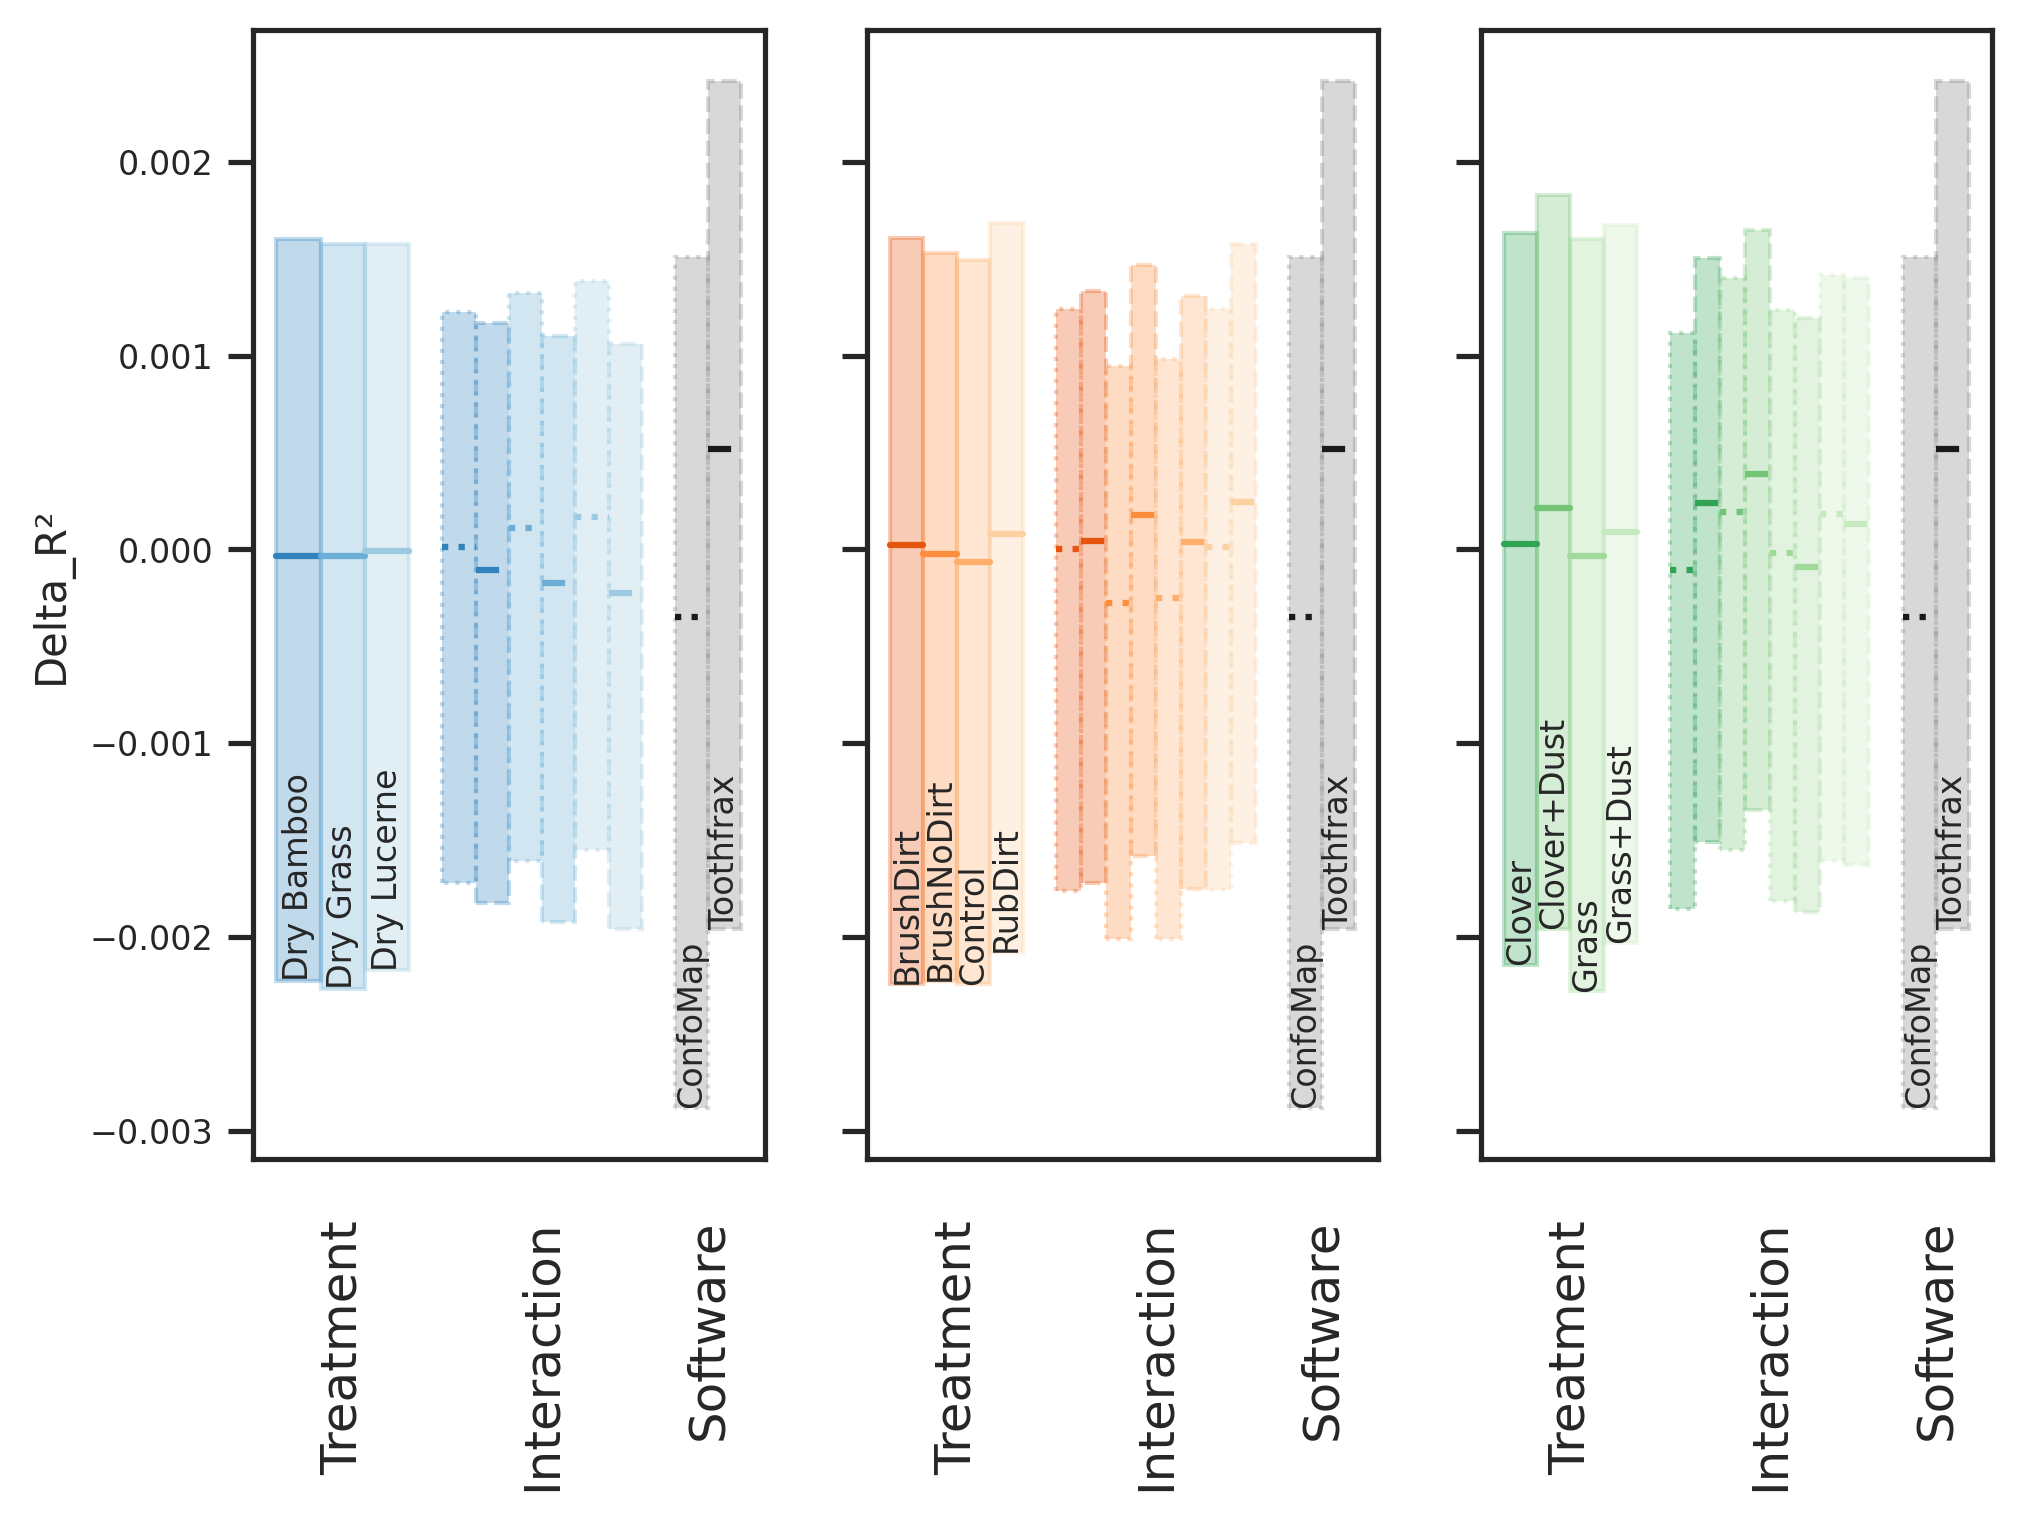 Delta_R²
0.002
0.001
0.000
−0.001
−0.002
−0.003
Dry Bamboo
Dry Grass
Dry Lucerne
ConfoMap
Toothfrax
Treatment
Interaction
Software
BrushDirt
BrushNoDirt
Control
RubDirt
ConfoMap
Toothfrax
Treatment
Interaction
Software
Clover
Clover+Dust
Grass
Grass+Dust
ConfoMap
Toothfrax
Treatment
Interaction
Software